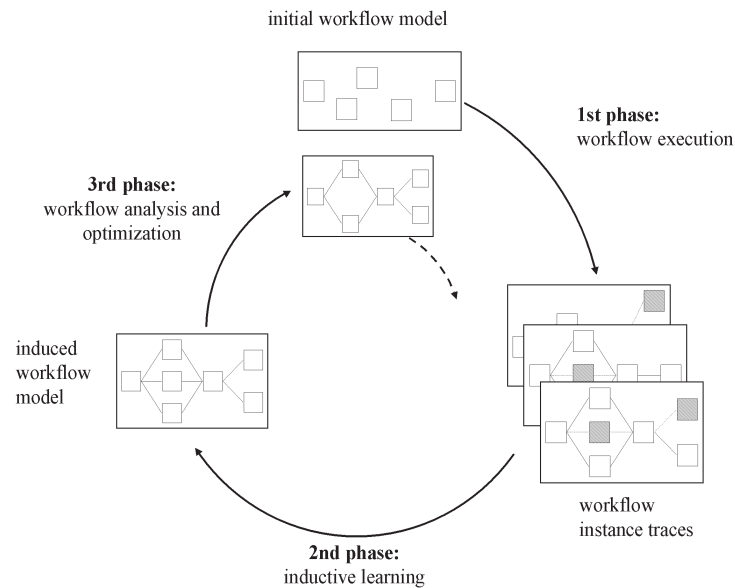 initial workflow model
1st phase:
workflow execution
3rd phase:
workflow analysis and
optimization
induced
workflow
model
workflow
instance traces
2nd phase:
inductive learning